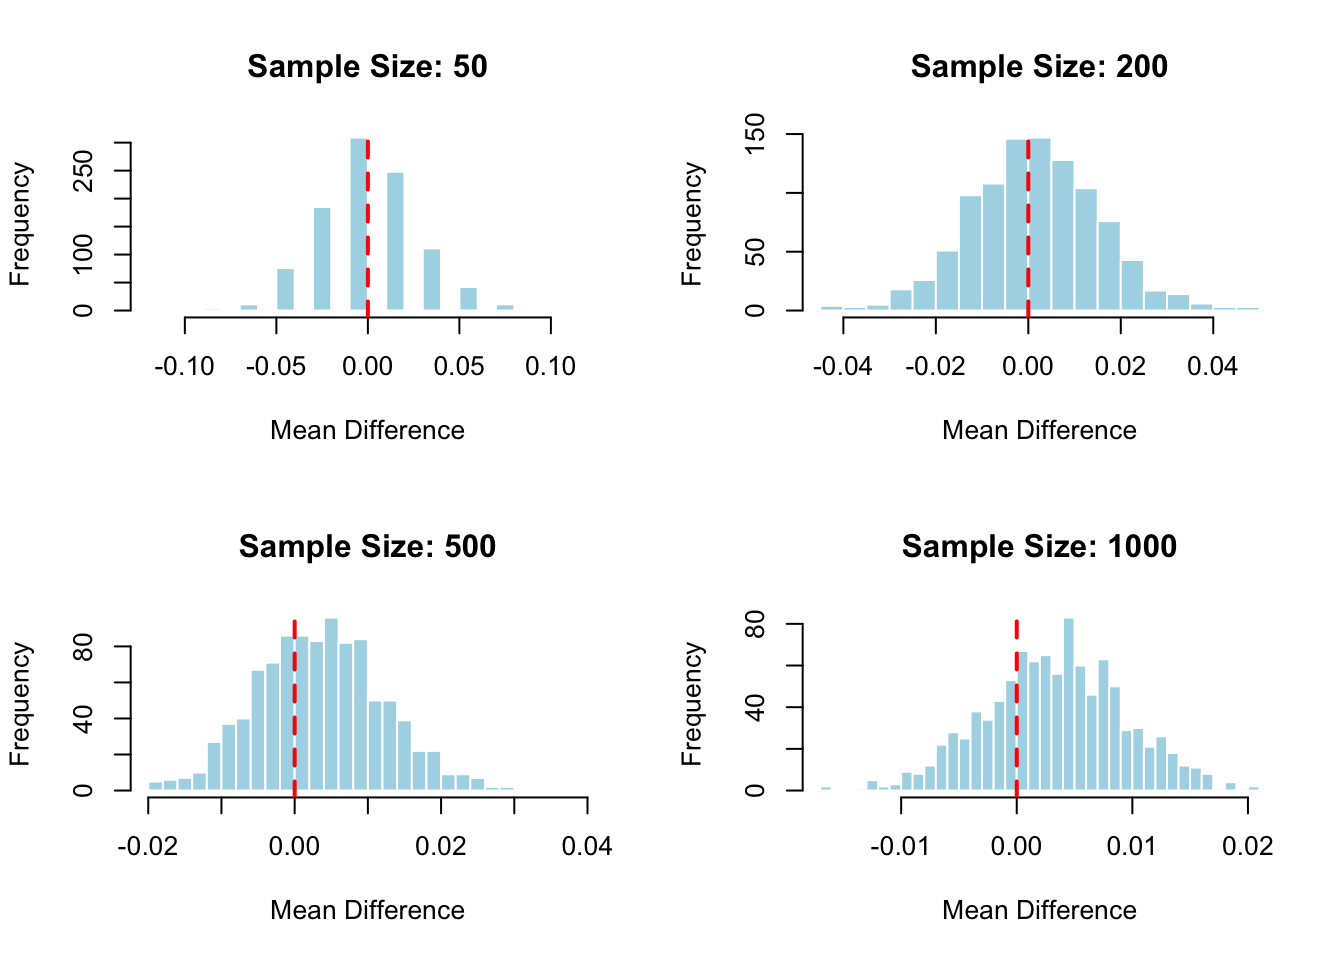 Sample Size: 50
Frequency
0 100 250
-0.10 -0.05 0.00 0.05 0.10
Mean Difference
Sample Size: 200
Frequency
0 50 150
-0.04 -0.02 0.00 0.02 0.04
Mean Difference
Sample Size: 500
Frequency
0 40 80
-0.02 0.00 0.02 0.04
Mean Difference
Sample Size: 1000
Frequency
0 40 80
-0.01 0.00 0.01 0.02
Mean Difference